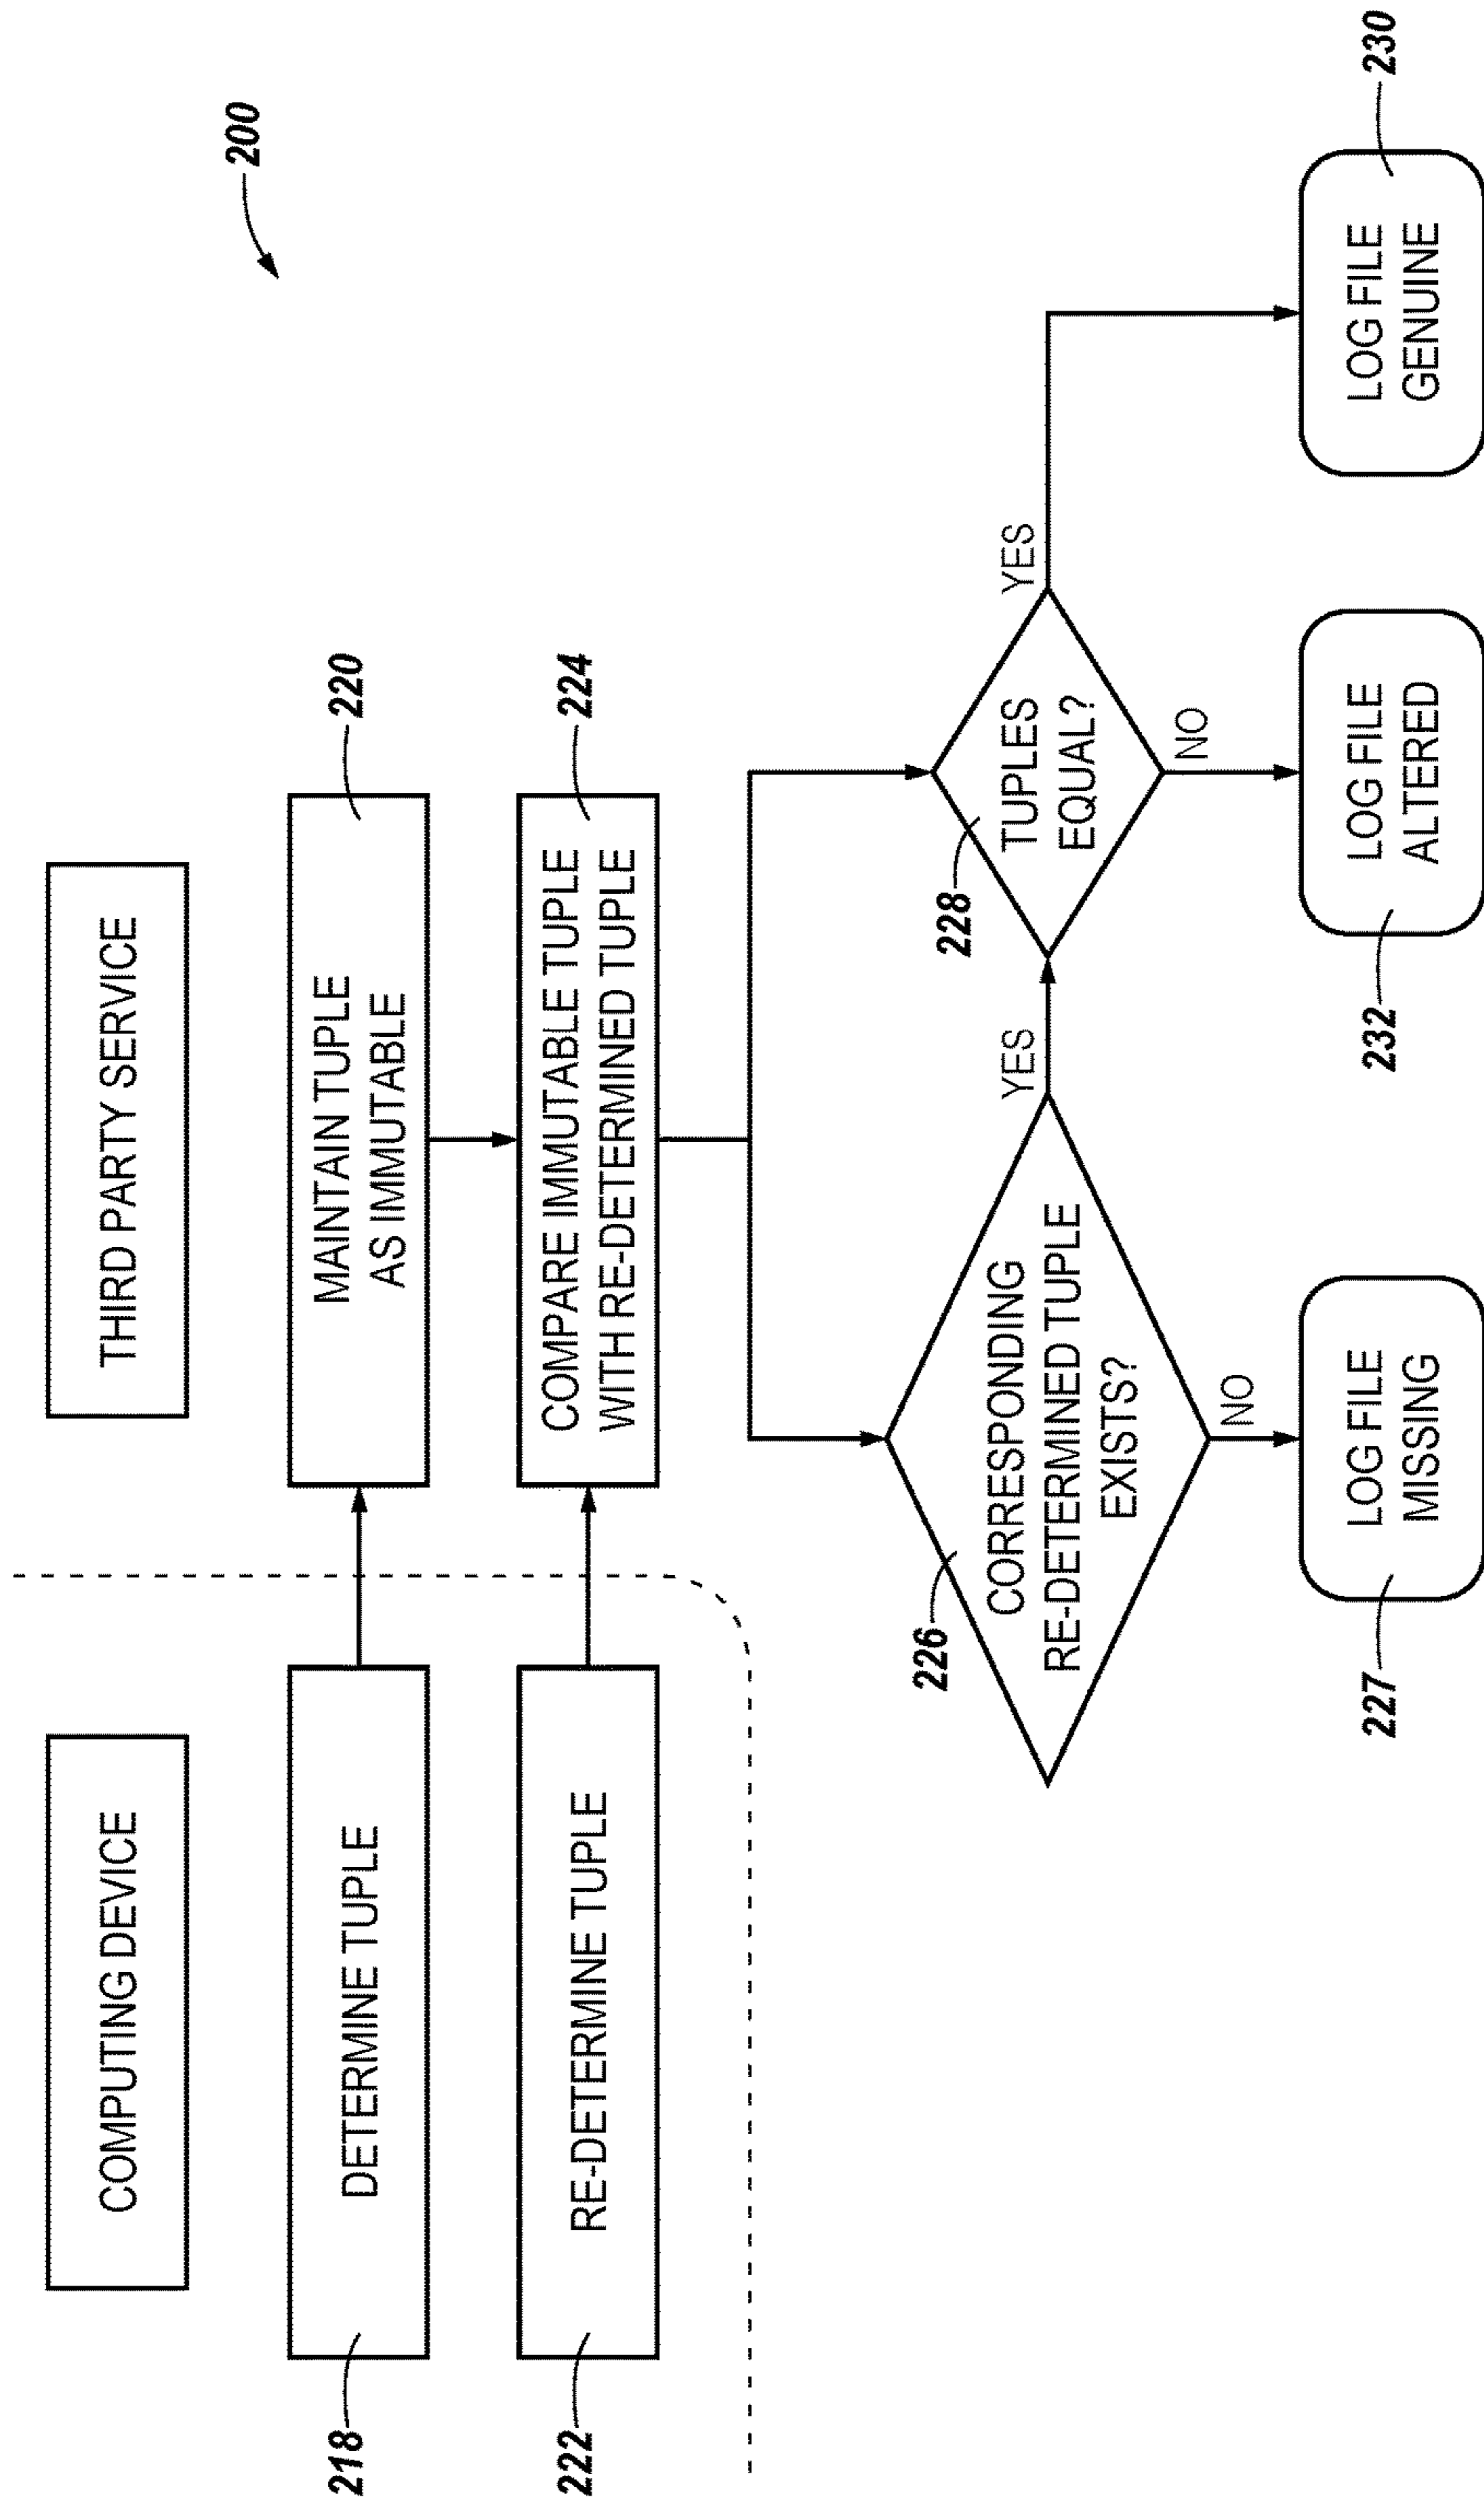 200
COMPUTING DEVICE
THIRD PARTY SERVICE
218
DETERMINE TUPLE
MAINTAIN TUPLE
AS IMMUTABLE
220
222
RE-DETERMINE TUPLE
COMPARE IMMUTABLE TUPLE
WITH RE-DETERMINED TUPLE
224
226
CORRESPONDING
RE-DETERMINED TUPLE
EXISTS?
YES
NO
228
TUPLES
EQUAL?
YES
NO
227
LOG FILE
MISSING
232
LOG FILE
ALTERED
LOG FILE
GENUINE
230